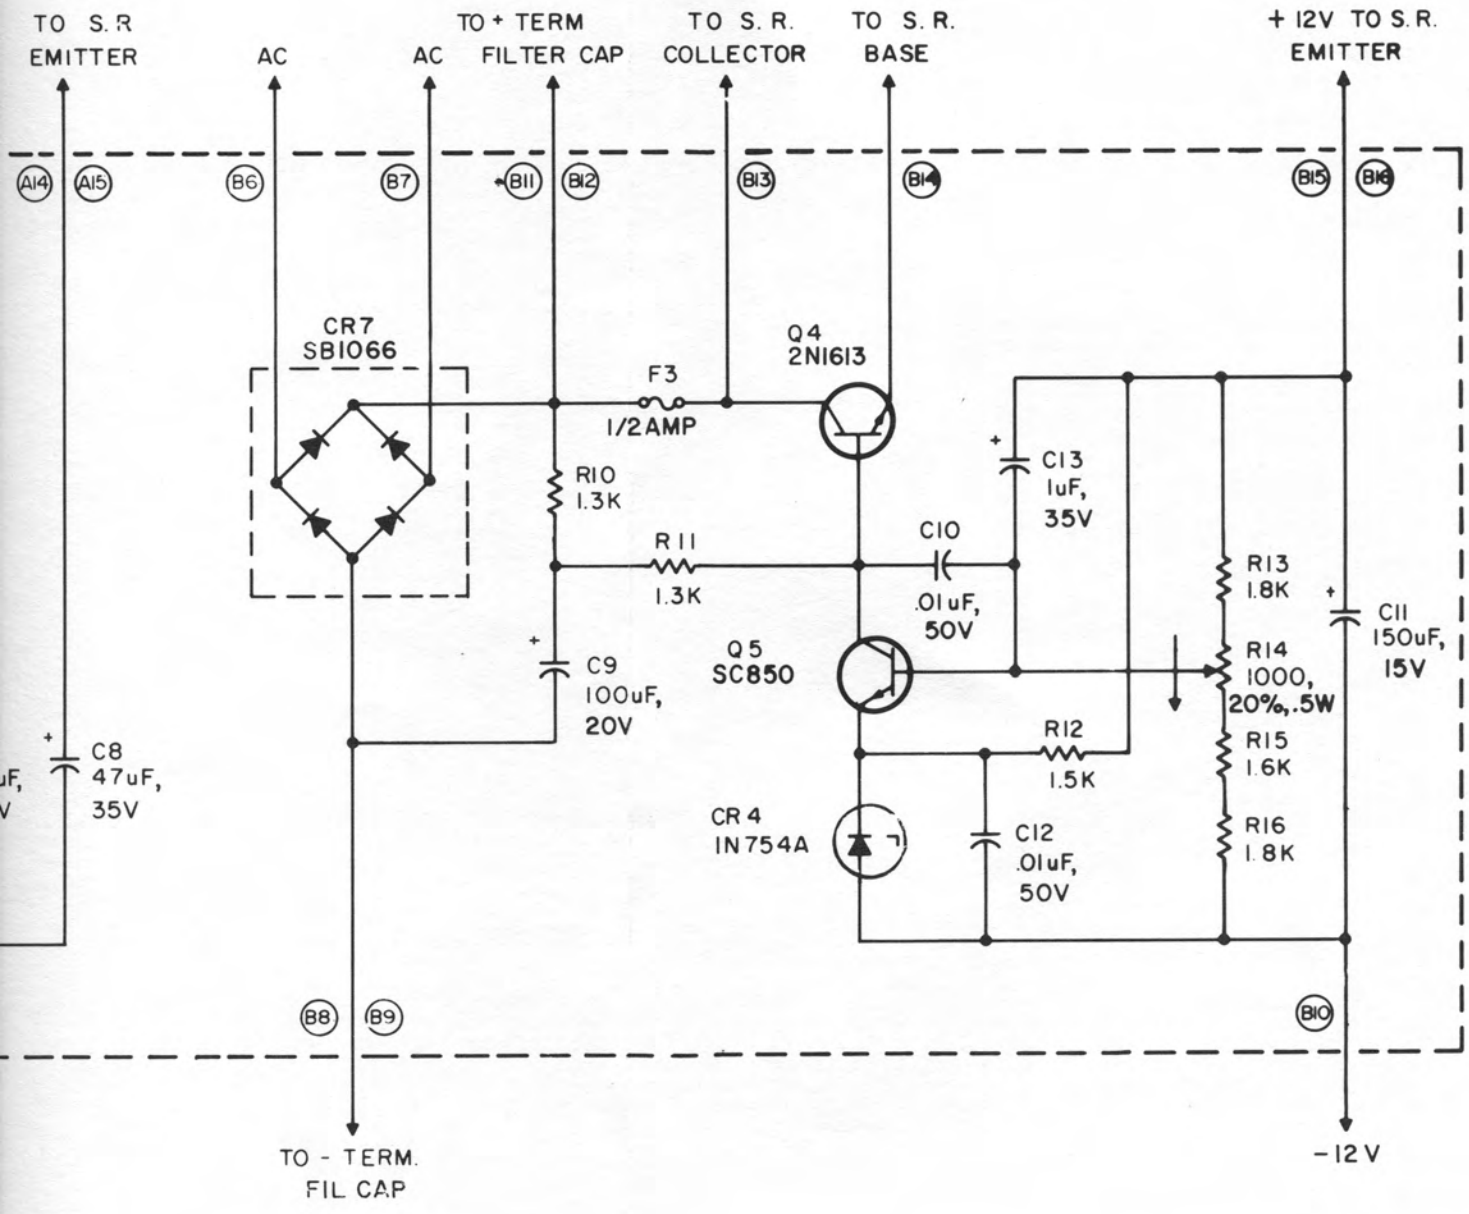 TO S.R
EMITTER
AC
AC
TO + TERM
FILTER CAP
TO S.R.
COLLECTOR
TO S.R.
BASE
+ 12V TO S.R.
EMITTER
A14
A15
B6
B7
B11
B12
B13
B14
B15
B16
CR7
SB1066
F3
1/2 AMP
Q4
2N1613
R10
1.3K
R11
1.3K
C10
.01uF,
50V
+
C13
1uF,
35V
R13
1.8K
+
C11
150uF,
15V
Q5
SC850
R14
1000,
20%,.5W
+
C9
100uF,
20V
R12
1.5K
R15
1.6K
+
C8
47uF,
35V
uF,
V
CR4
1N754A
C12
.01uF,
50V
R16
1.8K
B8
B9
B10
TO - TERM.
FIL CAP
-12V